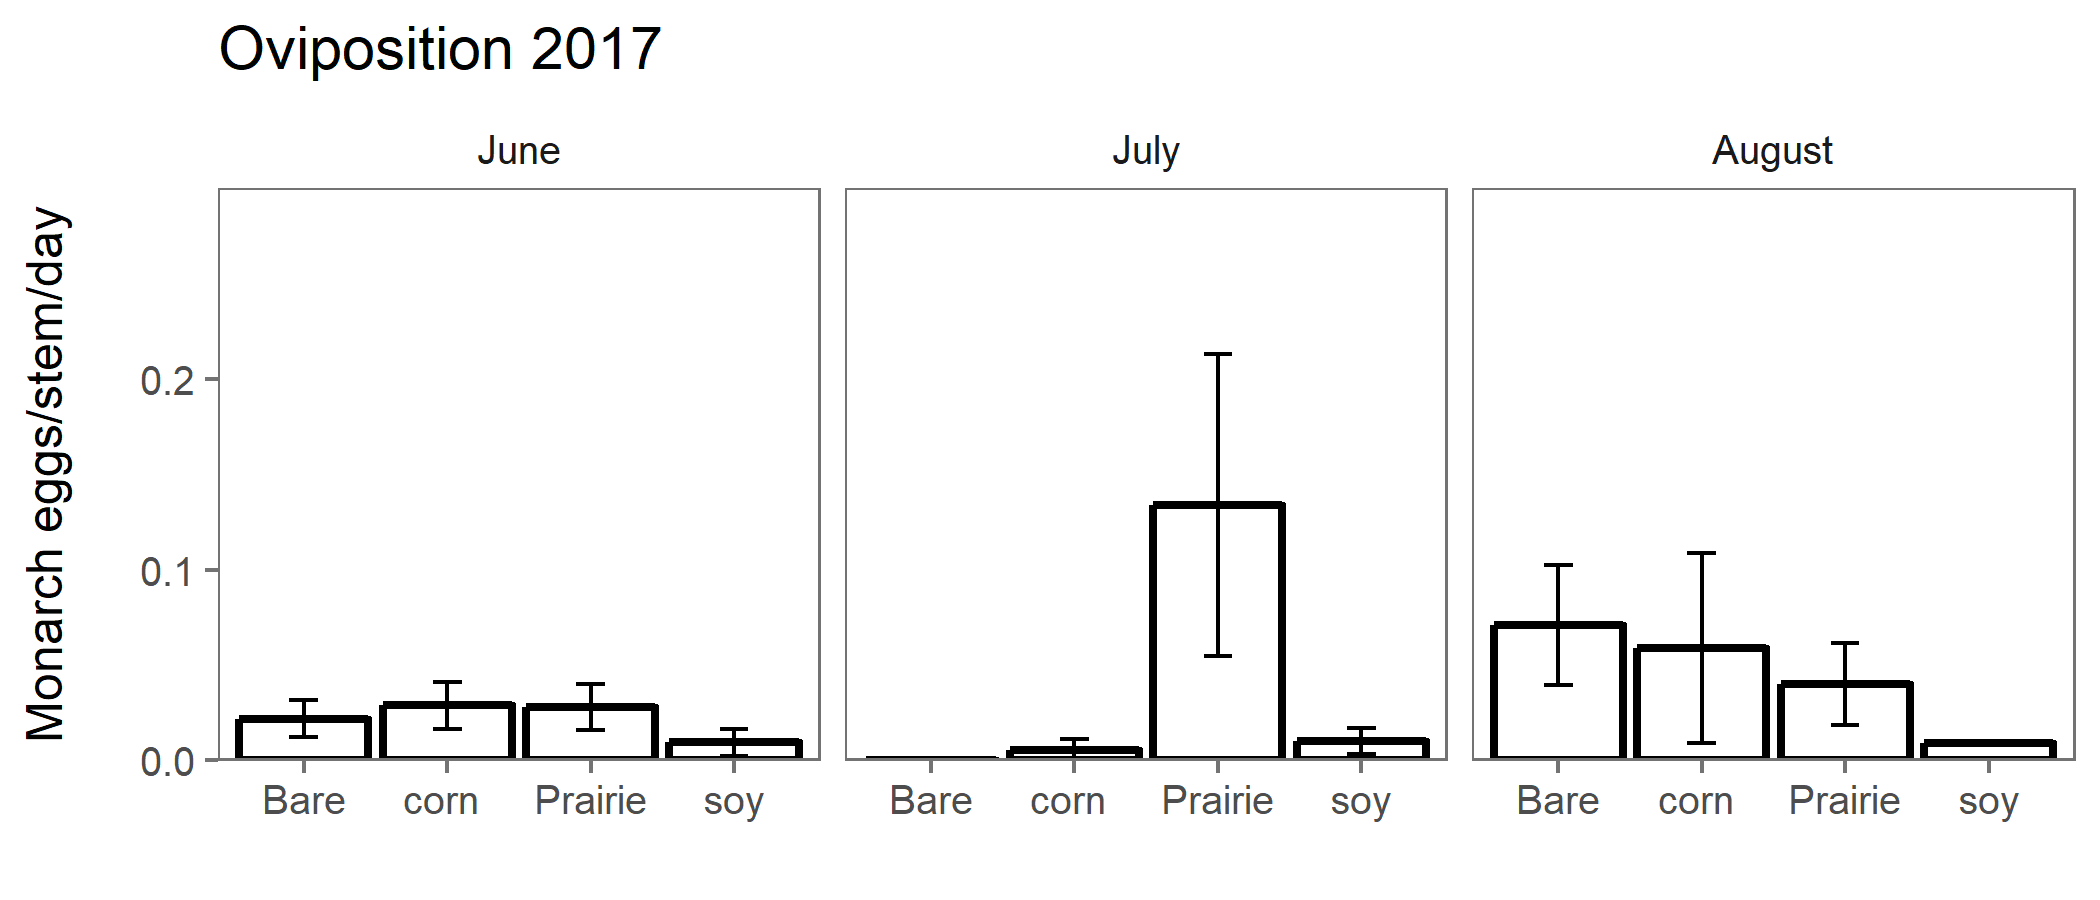 Oviposition 2017
June July August
Monarch eggs/stem/day
0.2
0.1
0.0
Bare corn Prairie soy Bare corn Prairie soy Bare corn Prairie soy